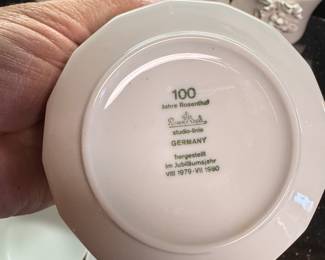 100
Jahre Rosenthal
studio-linie
GERMANY
hergestellt
im Jubiläumsjahr
VIII 1979-VII 1980